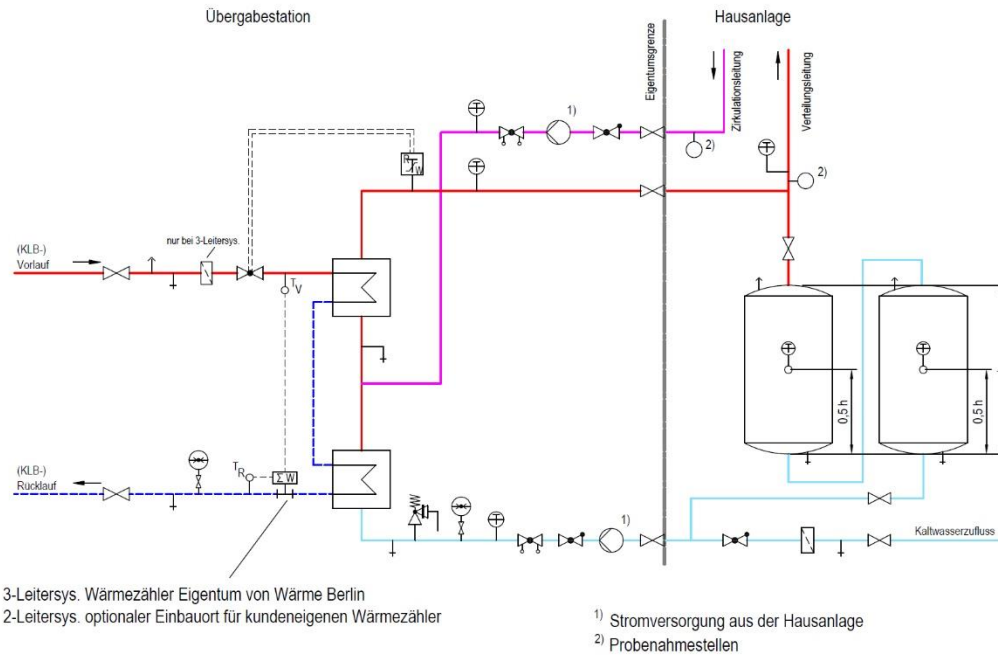 Übergabestation
Hausanlage
Eigentumsgrenze
Zirkulationsleitung
Verteilungsleitung
1)
2)
2)
R
W
nur bei 3-Leitersys.
(KLB-)
Vorlauf
TV
0,5 h
0,5 h
(KLB-)
Rücklauf
TR
Σ W
1)
Kaltwasserzufluss
3-Leitersys. Wärmezähler Eigentum von Wärme Berlin
2-Leitersys. optionaler Einbauort für kundeneigenen Wärmezähler
1) Stromversorgung aus der Hausanlage
2) Probenahmestellen